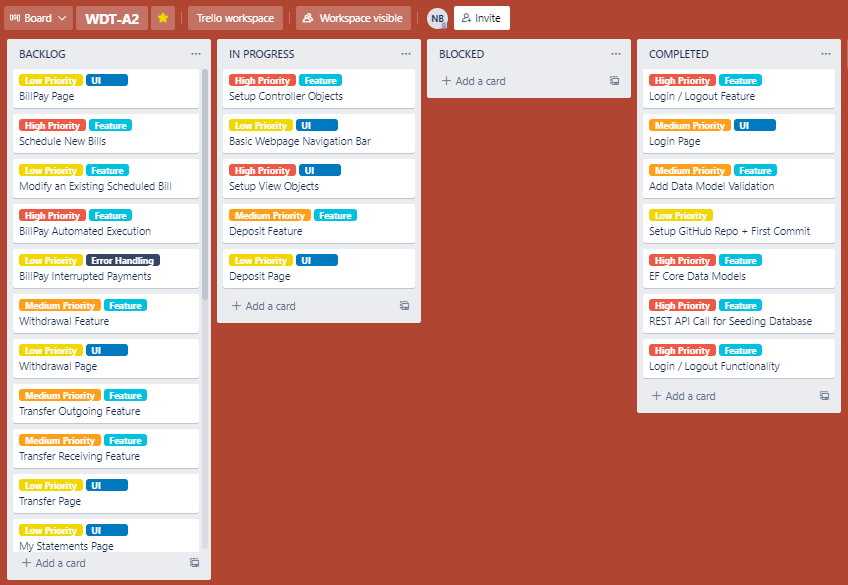 Board WDT-A2 Trello workspace Workspace visible NB Invite
BACKLOG
Low Priority UI
BillPay Page
High Priority Feature
Schedule New Bills
Low Priority Feature
Modify an Existing Scheduled Bill
High Priority Feature
BillPay Automated Execution
Low Priority Error Handling
BillPay Interrupted Payments
Medium Priority Feature
Withdrawal Feature
Low Priority UI
Withdrawal Page
Medium Priority Feature
Transfer Outgoing Feature
Medium Priority Feature
Transfer Receiving Feature
Low Priority UI
Transfer Page
Low Priority UI
My Statements Page
+ Add a card
IN PROGRESS
High Priority Feature
Setup Controller Objects
Low Priority UI
Basic Webpage Navigation Bar
High Priority UI
Setup View Objects
Medium Priority Feature
Deposit Feature
Low Priority UI
Deposit Page
+ Add a card
BLOCKED
+ Add a card
COMPLETED
High Priority Feature
Login / Logout Feature
Medium Priority UI
Login Page
Medium Priority Feature
Add Data Model Validation
Low Priority
Setup GitHub Repo + First Commit
High Priority Feature
EF Core Data Models
High Priority Feature
REST API Call for Seeding Database
High Priority Feature
Login / Logout Functionality
+ Add a card